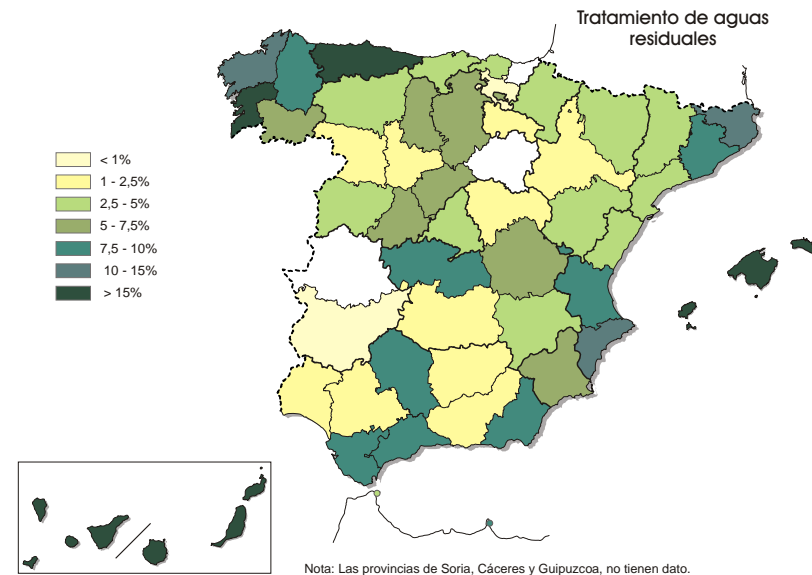 Tratamiento de aguas
residuales
< 1%
1 - 2,5%
2,5 - 5%
5 - 7,5%
7,5 - 10%
10 - 15%
> 15%
Nota: Las provincias de Soria, Cáceres y Guipuzcoa, no tienen dato.